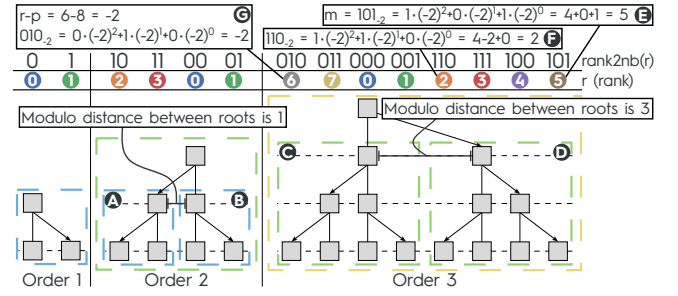 r-p = 6-8 = -2 G
010₋₂ = 0·(-2)²+1·(-2)¹+0·(-2)⁰ = -2
m = 101₋₂ = 1·(-2)²+0·(-2)¹+1·(-2)⁰ = 4+0+1 = 5 E
110₋₂ = 1·(-2)²+1·(-2)¹+0·(-2)⁰ = 4-2+0 = 2 F
0 1 10 11 00 01 010 011 000 001 110 111 100 101 rank2nb(r)
0 1 2 3 0 1 6 7 0 1 2 3 4 5 r (rank)
Modulo distance between roots is 1
Modulo distance between roots is 3
C D
A B
Order 1 Order 2 Order 3